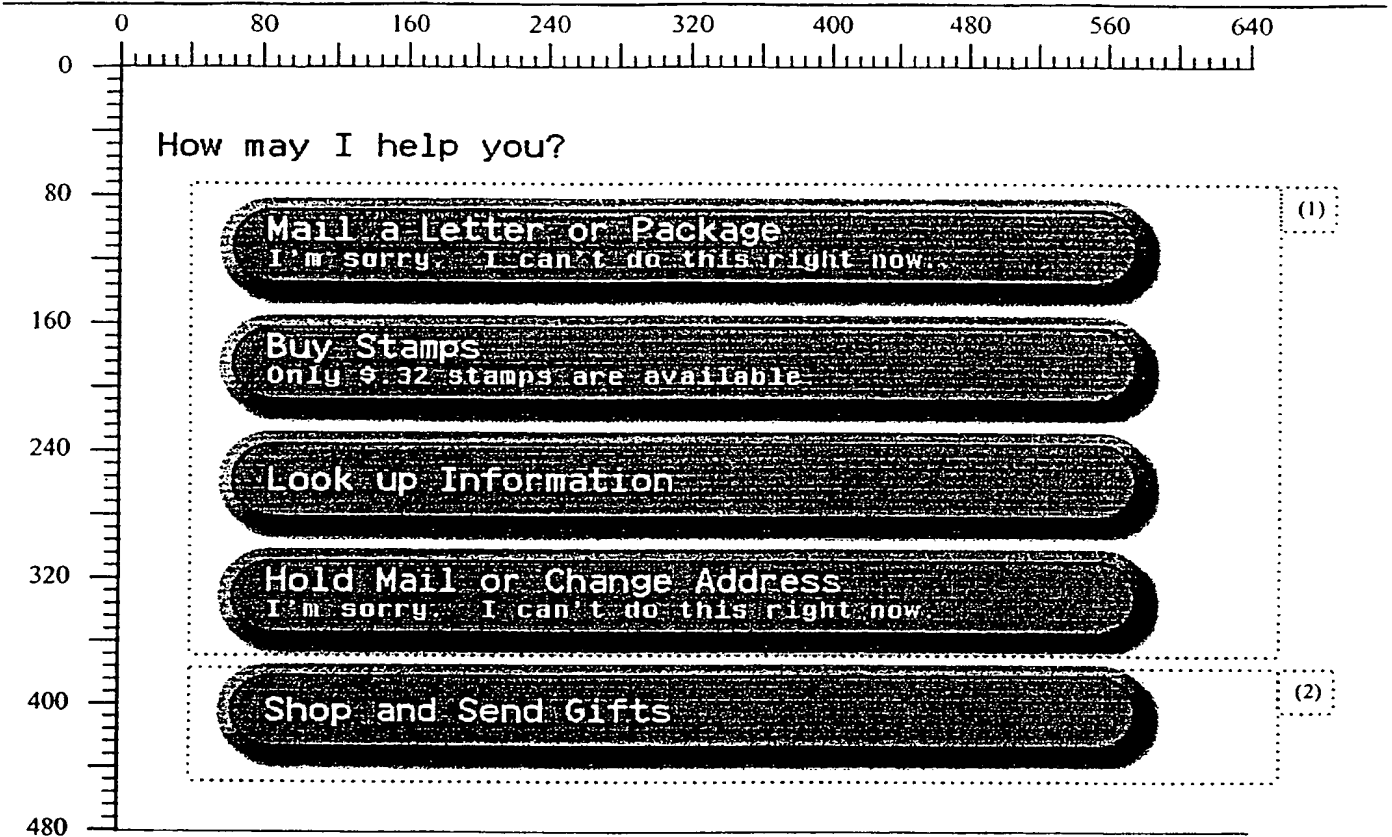 0 80 160 240 320 400 480 560 640
0
How may I help you?
80
(1)
Mail a Letter or Package
I'm sorry. I can't do this right now.
160
Buy Stamps
Only $.32 stamps are available.
240
Look up Information
320
Hold Mail or Change Address
I'm sorry. I can't do this right now.
(2)
400
Shop and Send Gifts
480